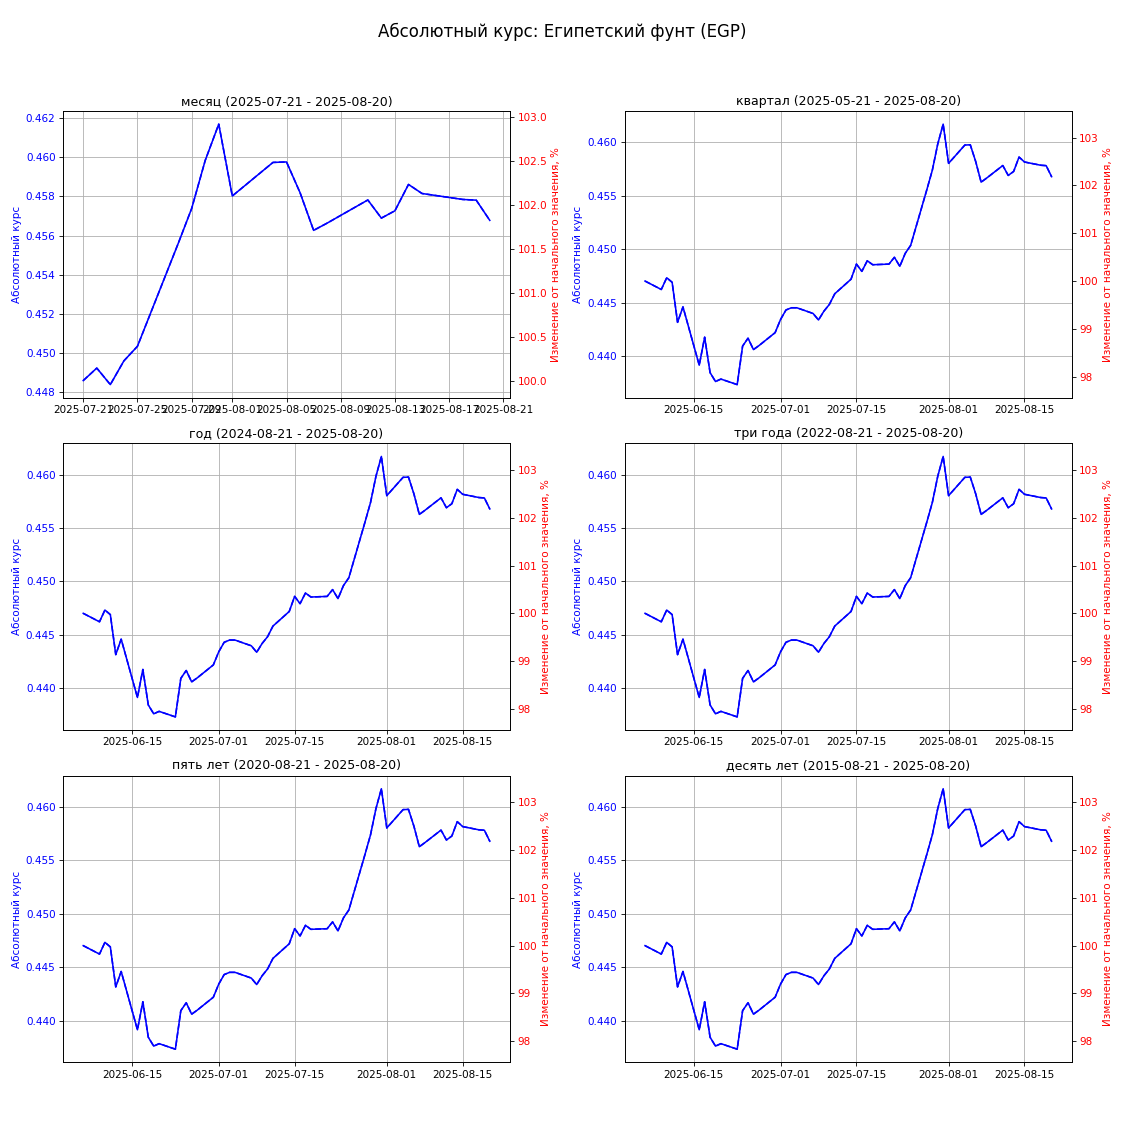 Абсолютный курс: Египетский фунт (EGP)
месяц (2025-07-21 - 2025-08-20)
Абсолютный курс
0.462
0.460
0.458
0.456
0.454
0.452
0.450
0.448
103.0
102.5
102.0
101.5
101.0
100.5
100.0
Изменение от начального значения, %
2025-07-21 2025-07-25 2025-07-29 2025-08-01 2025-08-05 2025-08-09 2025-08-13 2025-08-17 2025-08-21
квартал (2025-05-21 - 2025-08-20)
Абсолютный курс
0.460
0.455
0.450
0.445
0.440
103
102
101
100
99
98
Изменение от начального значения, %
2025-06-15 2025-07-01 2025-07-15 2025-08-01 2025-08-15
год (2024-08-21 - 2025-08-20)
Абсолютный курс
0.460
0.455
0.450
0.445
0.440
103
102
101
100
99
98
Изменение от начального значения, %
2025-06-15 2025-07-01 2025-07-15 2025-08-01 2025-08-15
три года (2022-08-21 - 2025-08-20)
Абсолютный курс
0.460
0.455
0.450
0.445
0.440
103
102
101
100
99
98
Изменение от начального значения, %
2025-06-15 2025-07-01 2025-07-15 2025-08-01 2025-08-15
пять лет (2020-08-21 - 2025-08-20)
Абсолютный курс
0.460
0.455
0.450
0.445
0.440
103
102
101
100
99
98
Изменение от начального значения, %
2025-06-15 2025-07-01 2025-07-15 2025-08-01 2025-08-15
десять лет (2015-08-21 - 2025-08-20)
Абсолютный курс
0.460
0.455
0.450
0.445
0.440
103
102
101
100
99
98
Изменение от начального значения, %
2025-06-15 2025-07-01 2025-07-15 2025-08-01 2025-08-15